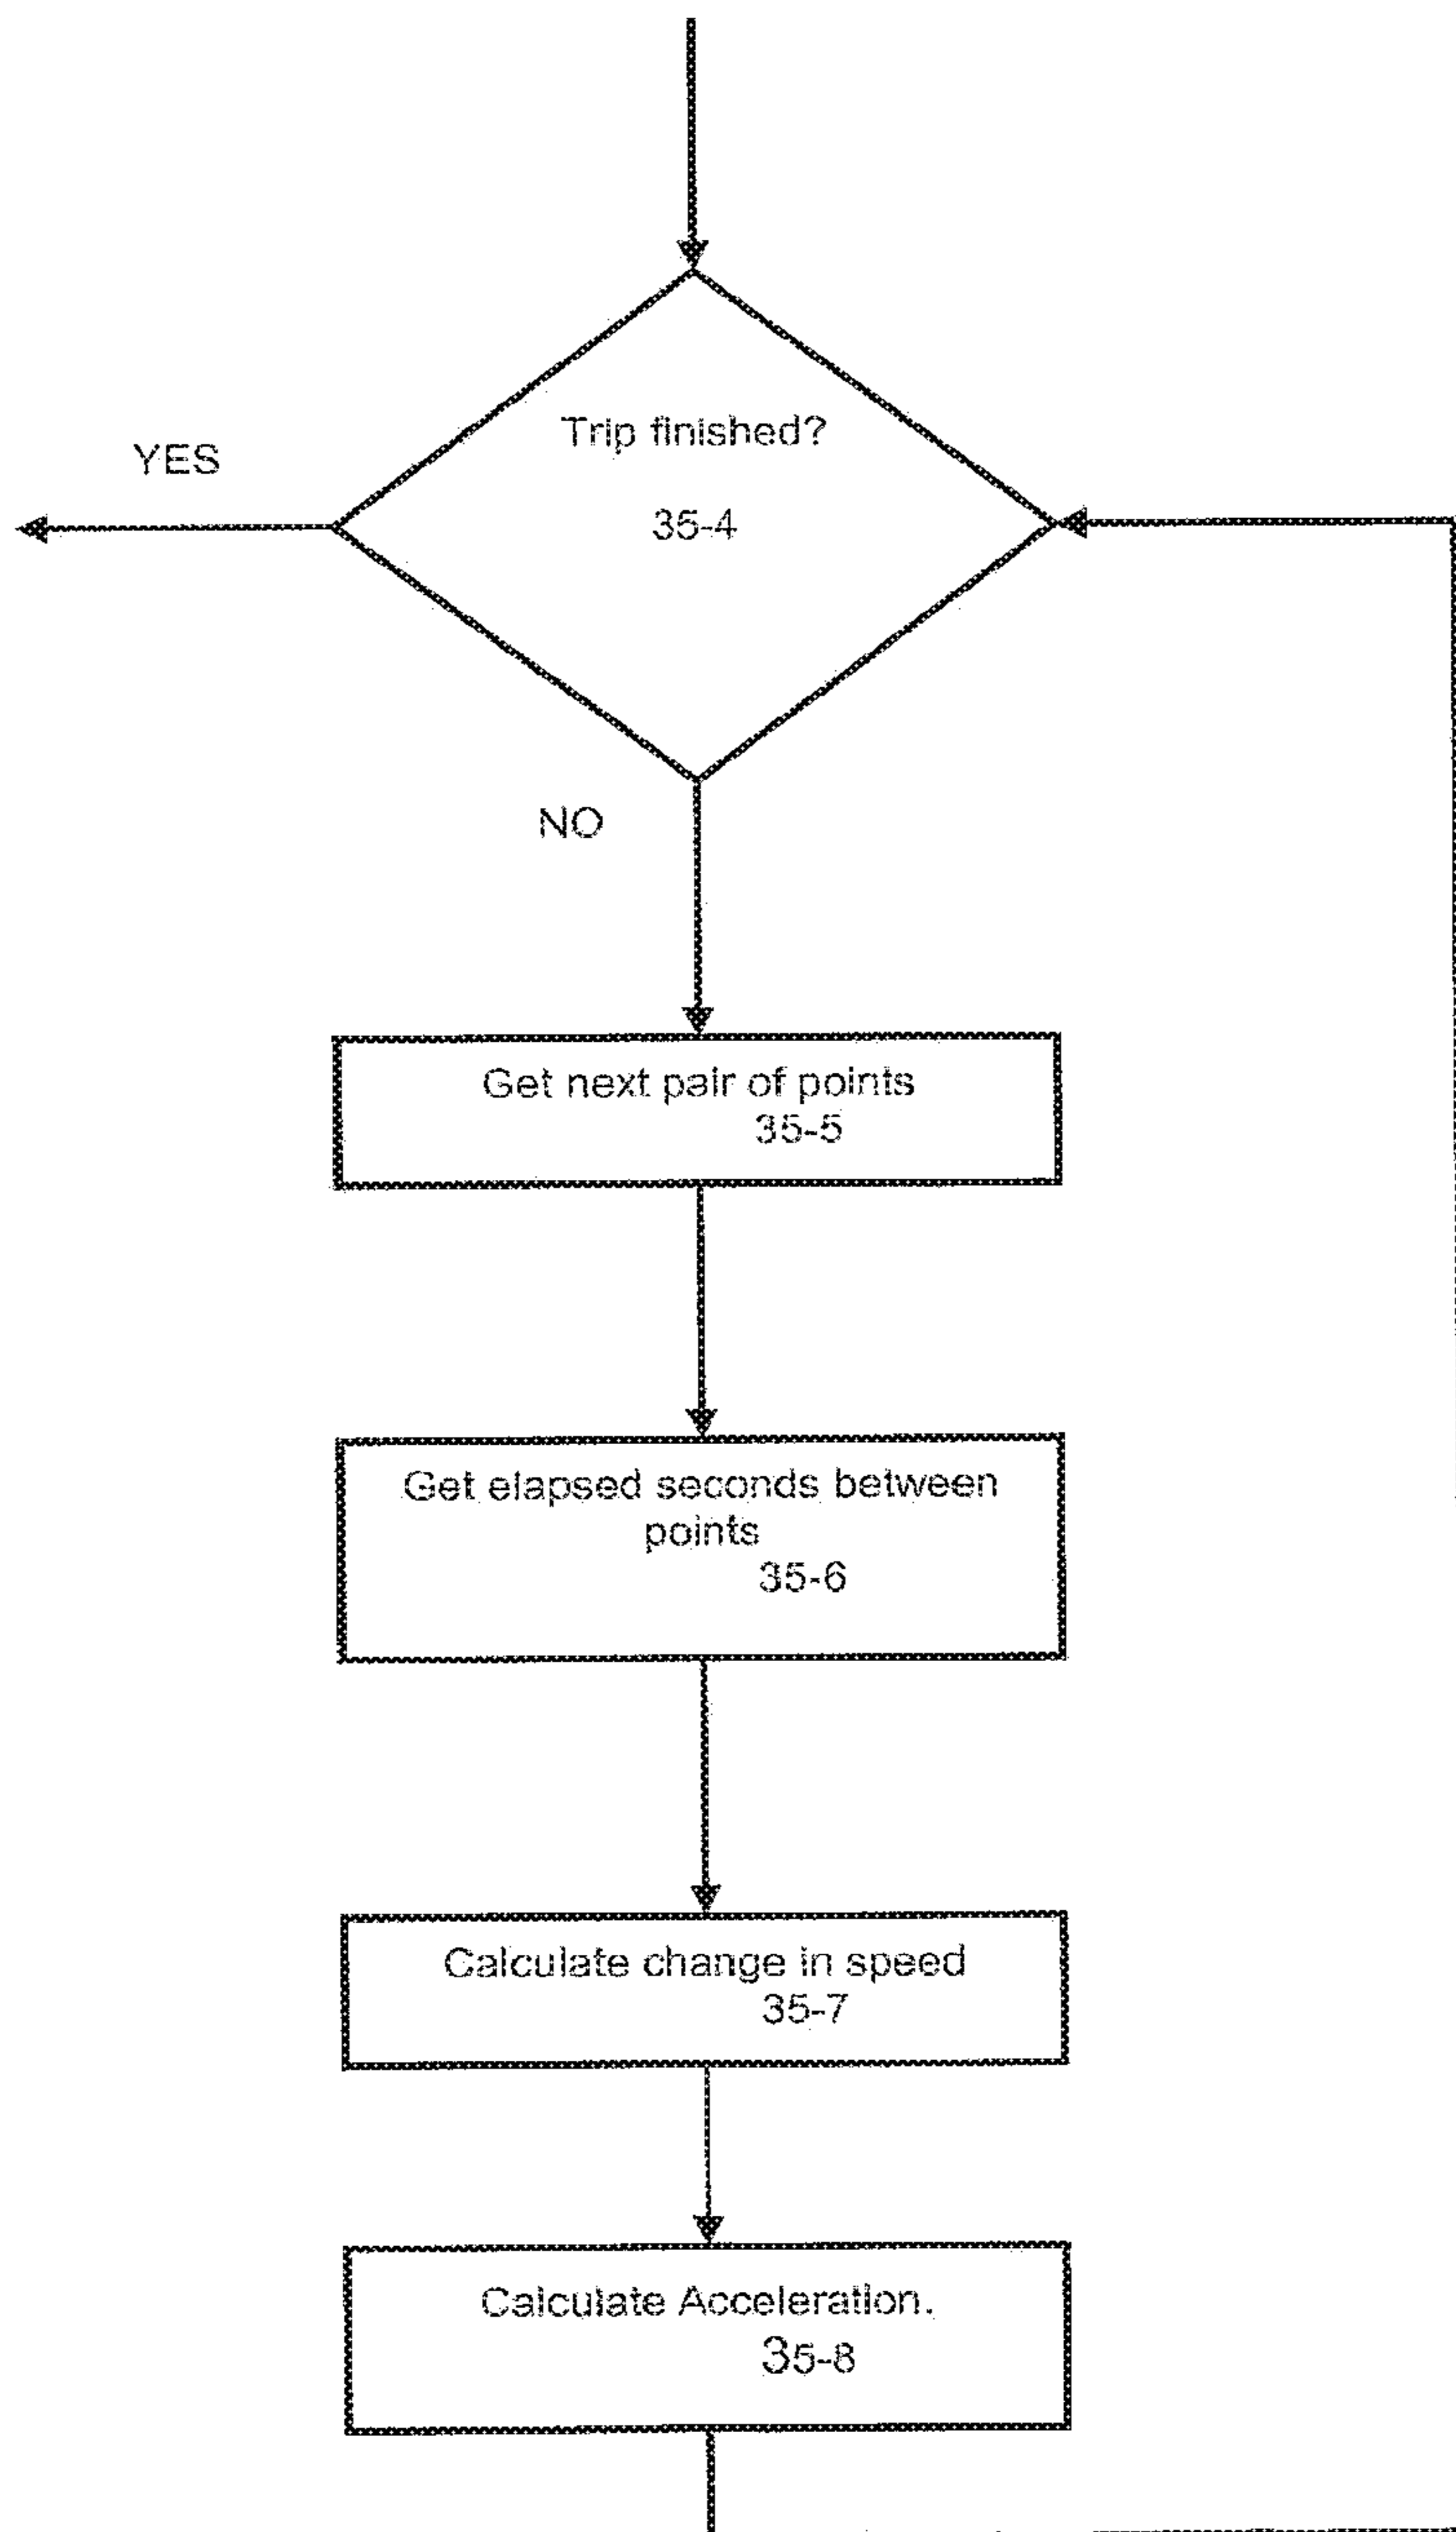 Trip finished?
35-4
YES
NO
Get next pair of points
35-5
Get elapsed seconds between
points
35-6
Calculate change in speed
35-7
Calculate Acceleration.
35-8